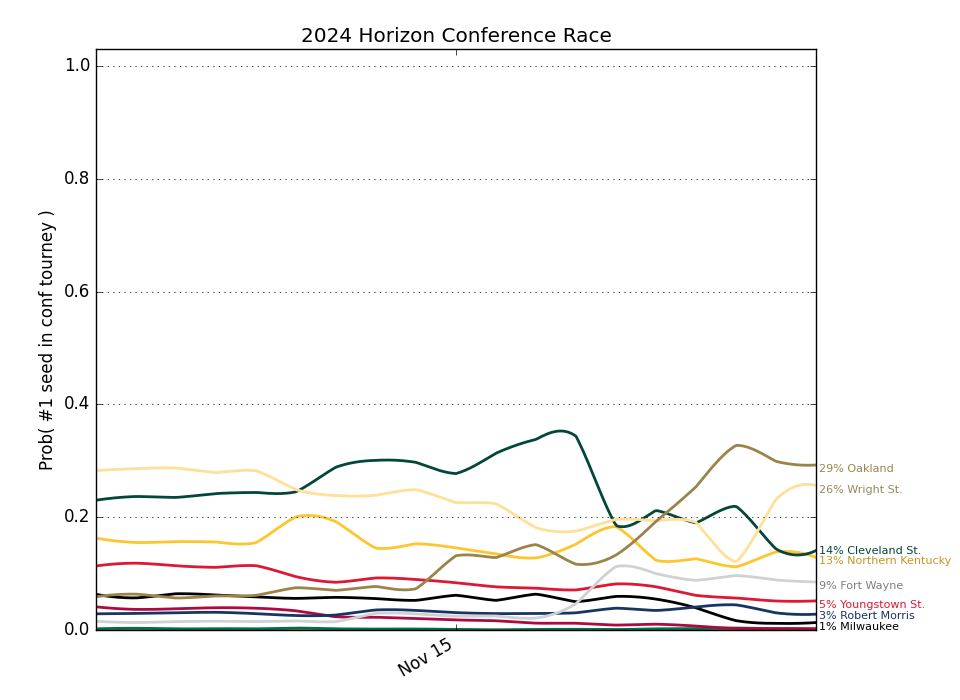 2024 Horizon Conference Race
Prob( #1 seed in conf tourney )
1.0
0.8
0.6
0.4
0.2
0.0
Nov 15
29% Oakland
26% Wright St.
14% Cleveland St.
13% Northern Kentucky
9% Fort Wayne
5% Youngstown St.
3% Robert Morris
1% Milwaukee